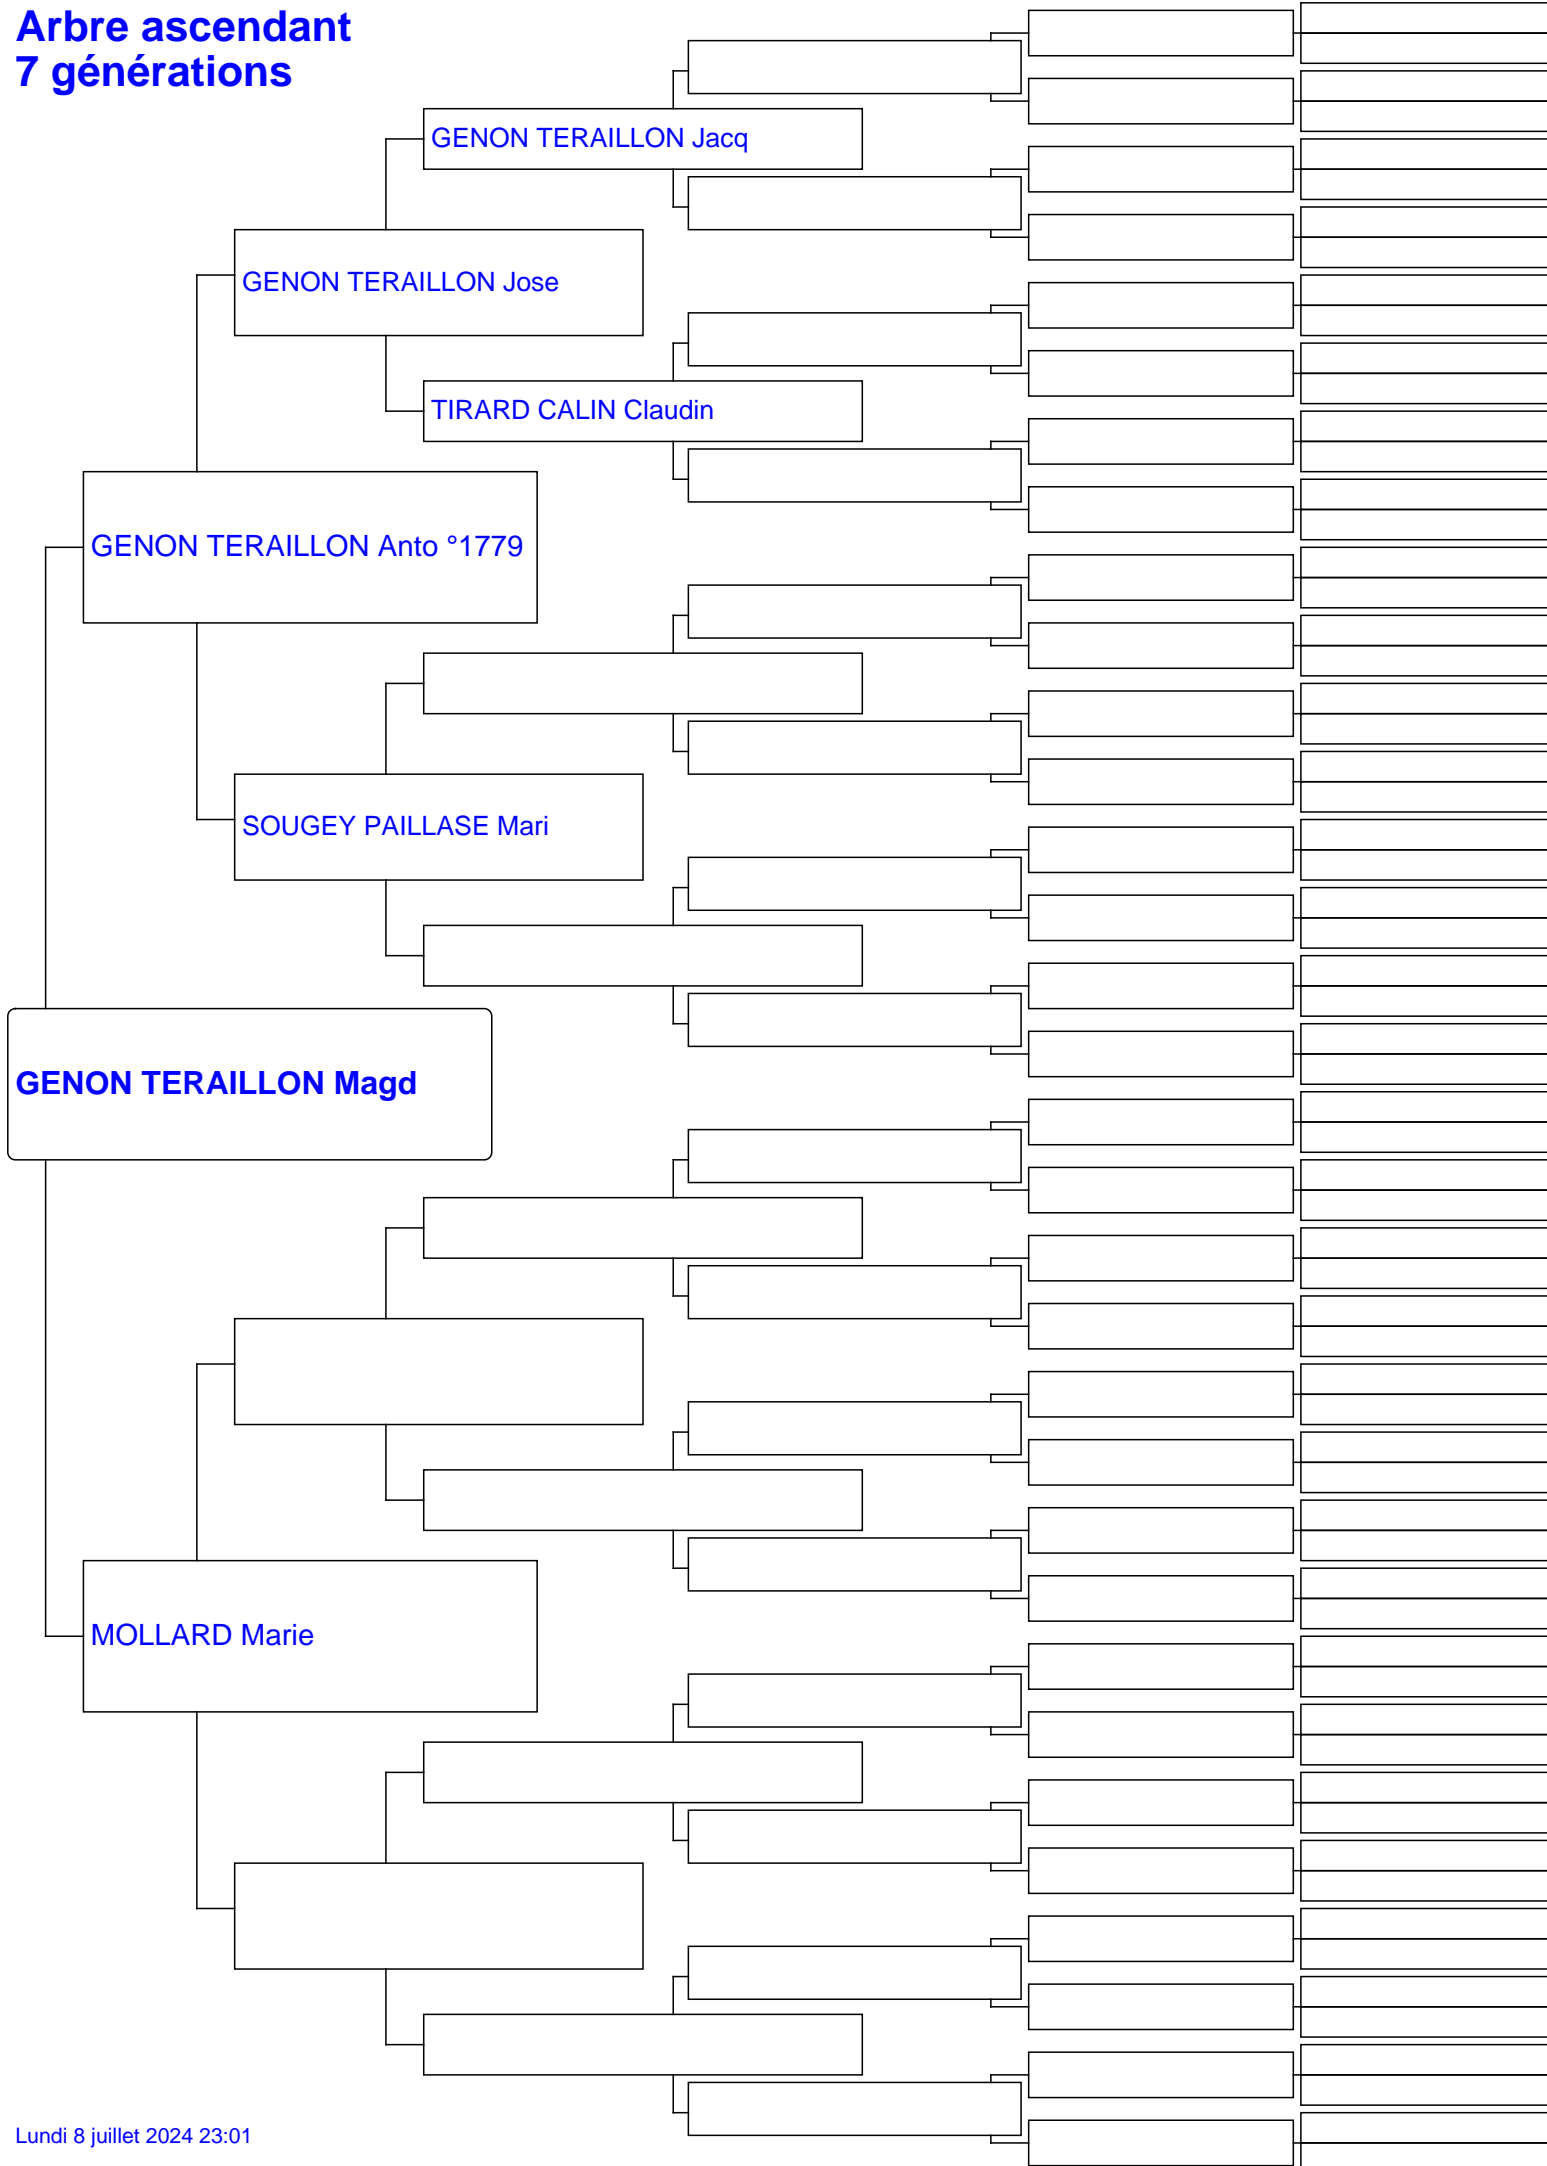 Arbre ascendant
7 générations
GENON TERAILLON Jacq
GENON TERAILLON Jose
TIRARD CALIN Claudin
GENON TERAILLON Anto °1779
SOUGEY PAILLASE Mari
GENON TERAILLON Magd
MOLLARD Marie
Lundi 8 juillet 2024 23:01